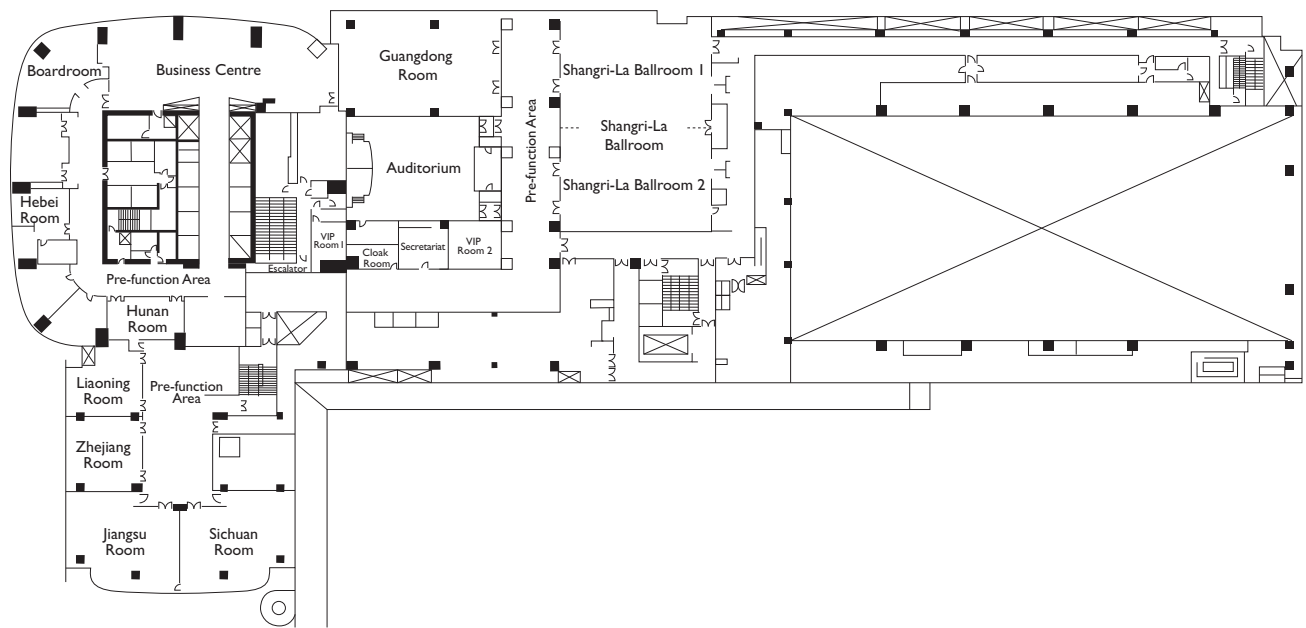 Boardroom
Business Centre
Guangdong
Room
Shangri-La Ballroom 1
Shangri-La
Ballroom
Shangri-La Ballroom 2
Pre-function Area
Auditorium
Hebei
Room
VIP
Room 1
Cloak
Room
Secretariat
VIP
Room 2
Escalator
Pre-function Area
Hunan
Room
Liaoning
Room
Pre-function
Area
Zhejiang
Room
Jiangsu
Room
Sichuan
Room